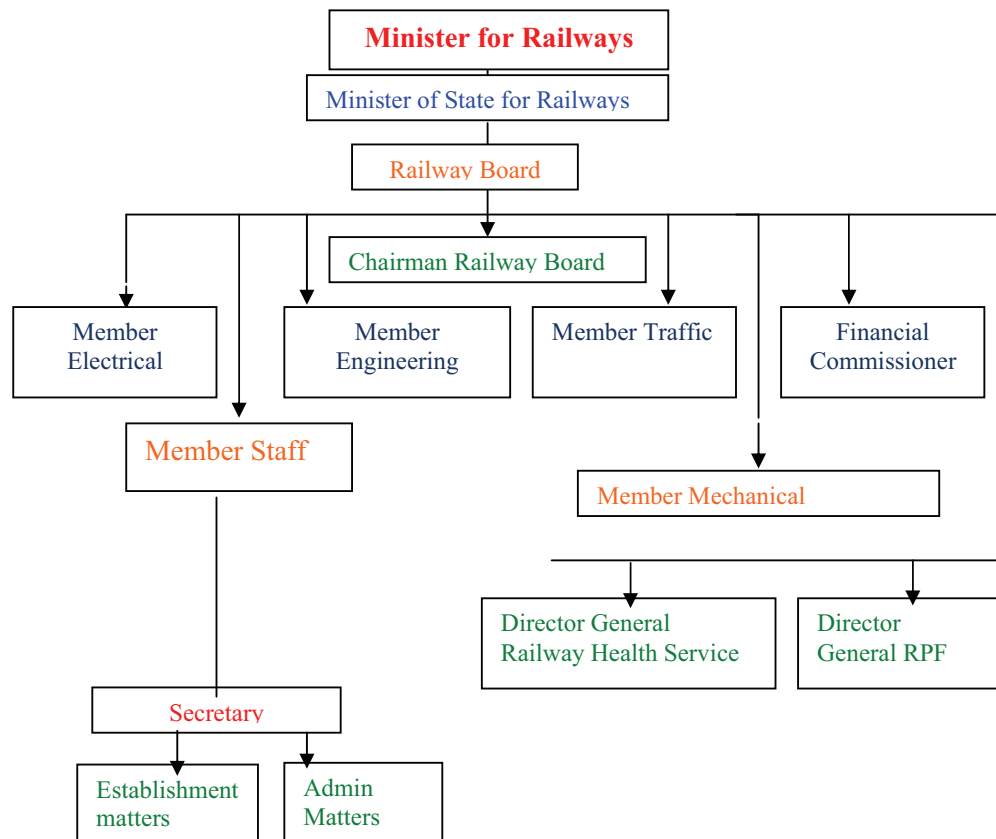 Minister for Railways
Minister of State for Railways
Railway Board
Chairman Railway Board
Member
Electrical
Member
Engineering
Member Traffic
Financial
Commissioner
Member Staff
Member Mechanical
Director General
Railway Health Service
Director
General RPF
Secretary
Establishment
matters
Admin
Matters